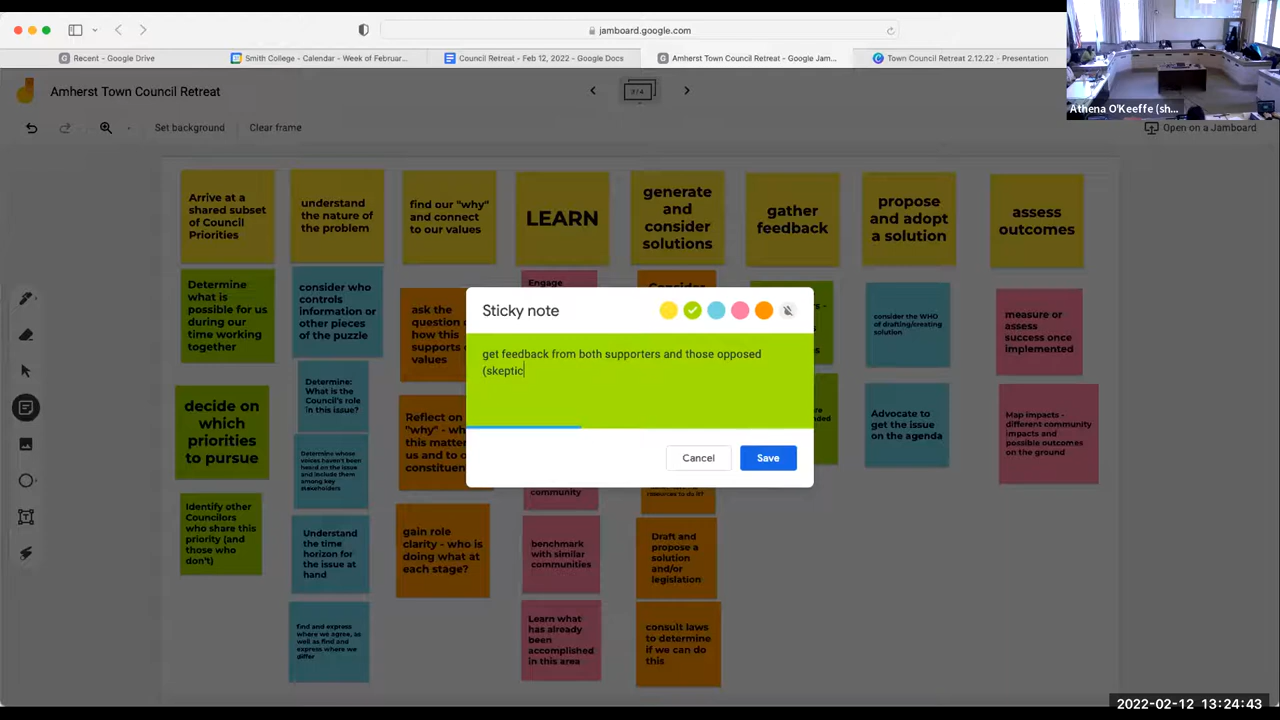 jamboard.google.com
Recent - Google Drive
Smith College - Calendar - Week of Februar...
Council Retreat - Feb 12, 2022 - Google Docs
Amherst Town Council Retreat - Google Jam...
Town Council Retreat 2.12.22 - Presentation
Athena O'Keeffe (sh...
Amherst Town Council Retreat
Set background
Clear frame
Open on a Jamboard
Arrive at a
shared subset
of Council
Priorities
understand
the nature of
the problem
find our "why"
and connect
to our values
LEARN
generate
and
consider
solutions
gather
feedback
propose
and adopt
a solution
assess
outcomes
Determine
what is
possible for us
during our
time working
together
decide on
which
priorities
to pursue
Identify other
Councilors
who share this
priority (and
those who
don't)
consider who
controls
information or
other pieces
of the puzzle
Determine:
What is the
Council's role
in this issue?
Determine whose
voices haven't been
heard on the issue
and include them
among key
stakeholders
Understand
the time
horizon for
the issue at
hand
find and express
where we agree, as
well as find and
express where we
differ
ask the
question
how this
supports
values
Reflect on
"why" - wh
this matter
us and to o
constituen
gain role
clarity - who is
doing what at
each stage?
Engage
community
benchmark
with similar
communities
Learn what
has already
been
accomplished
in this area
Draft and
propose a
solution
and/or
legislation
consult laws
to determine
if we can do
this
consider the WHO
of drafting/creating
solution
Advocate to
get the issue
on the agenda
measure or
assess
success once
implemented
Map impacts -
different community
impacts and
possible outcomes
on the ground
Sticky note
get feedback from both supporters and those opposed
(skeptic
Cancel
Save
2022-02-12 13:24:43